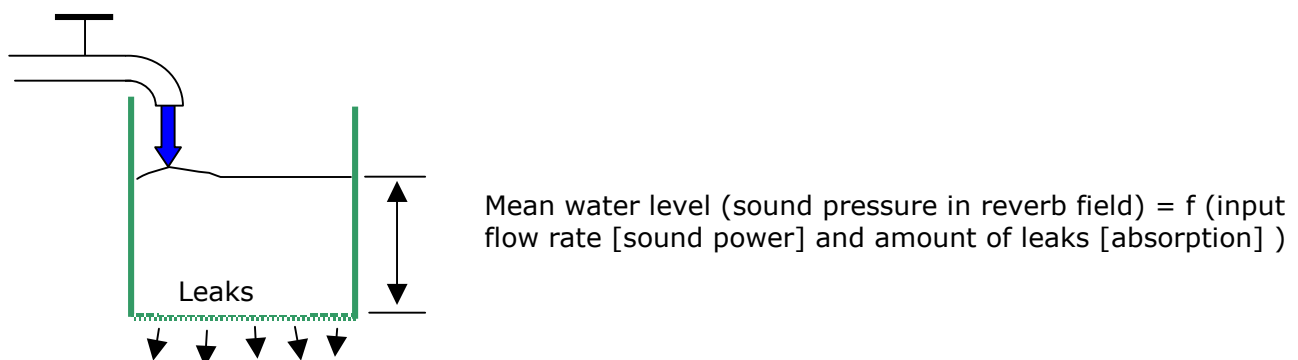 Mean water level (sound pressure in reverb field) = f (input
flow rate [sound power] and amount of leaks [absorption] )
Leaks